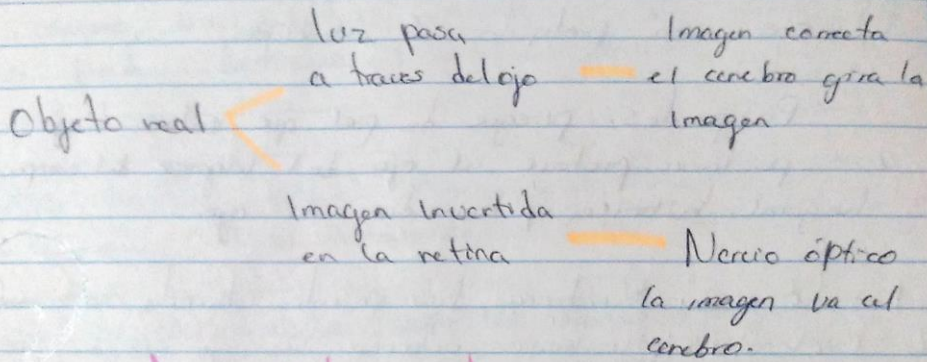 Objeto real
luz pasa
a traves del ojo
Imagen correcta
el cerebro gira la
Imagen
Imagen Invertida
en la retina
Nercio óptico
la imagen va al
cerebro.